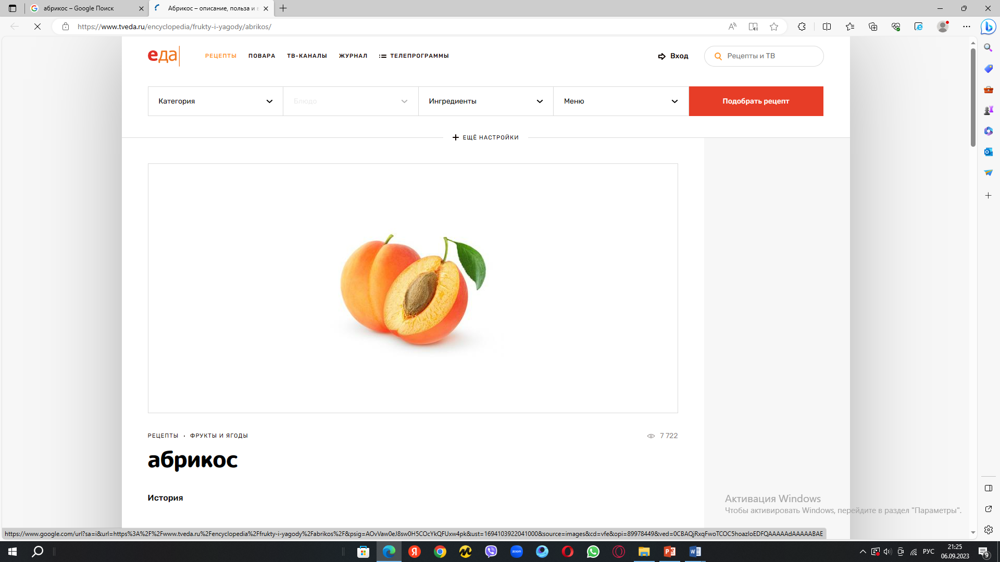 абрикос – Google Поиск
Абрикос – описание, польза и в
https://www.tveda.ru/encyclopedia/frukty-i-yagody/abrikos/
еда
РЕЦЕПТЫ ПОВАРА ТВ-КАНАЛЫ ЖУРНАЛ ТЕЛЕПРОГРАММЫ
Вход
Рецепты и ТВ
Категория Блюдо Ингредиенты Меню Подобрать рецепт
ЕЩЁ НАСТРОЙКИ
РЕЦЕПТЫ · ФРУКТЫ И ЯГОДЫ
7 722
абрикос
История
Активация Windows
Чтобы активировать Windows, перейдите в раздел "Параметры".
https://www.google.com/url?sa=i&url=https%3A%2F%2Fwww.tveda.ru%2Fencyclopedia%2Ffrukty-i-yagody%2Fabrikos%2F&psig=AOvVaw0eJ8sw0H5COcYkQFUxw4pk&ust=1694103922041000&source=images&cd=vfe&opi=89978449&ved=0CBAQjRxqFwoTCOC5hoazloEDFQAAAAAdAAAAABAE
zoom
РУС
21:25
06.09.2023
9